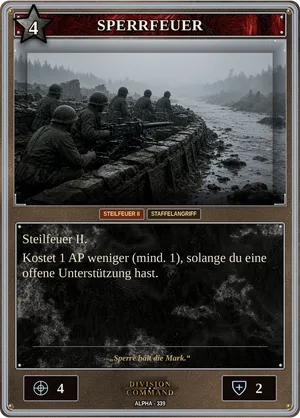 4
SPERRFEUER
STEILFEUER II
STAFFELANGRIFF
Steilfeuer II.
Kostet 1 AP weniger (mind. 1), solange du eine
offene Unterstützung hast.
„Sperre hält die Mark.“
4
DIVISION
COMMAND
ALPHA · 339
2